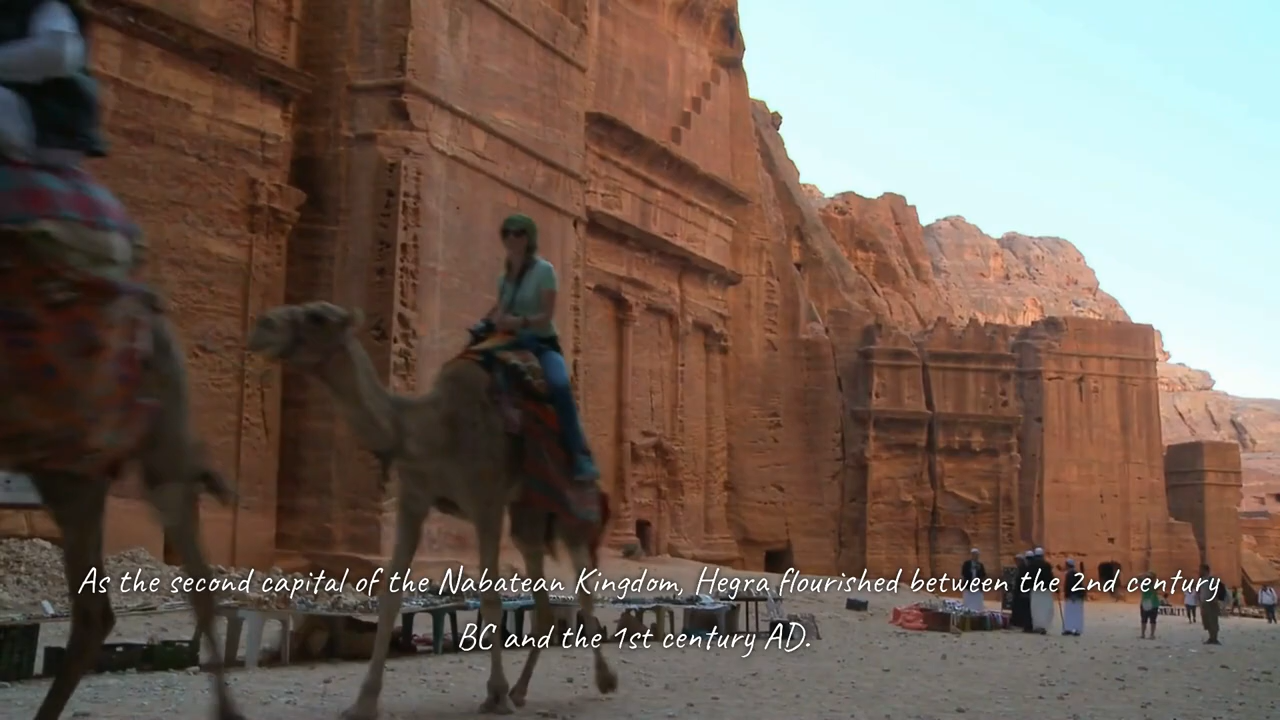 As the second capital of the Nabatean Kingdom, Hegra flourished between the 2nd century
BC and the 1st century AD.